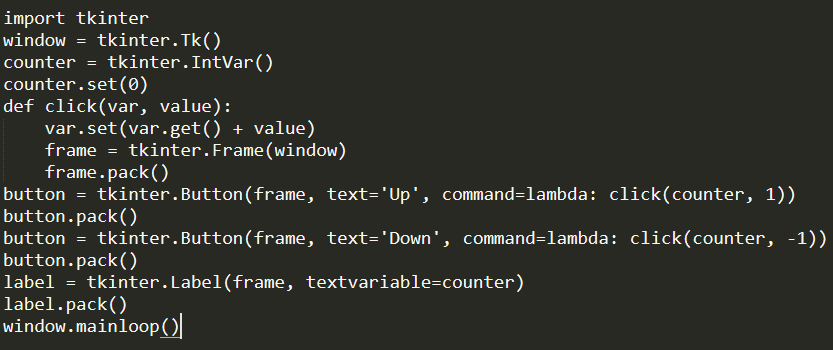 import tkinter
window = tkinter.Tk()
counter = tkinter.IntVar()
counter.set(0)
def click(var, value):
    var.set(var.get() + value)
    frame = tkinter.Frame(window)
    frame.pack()
button = tkinter.Button(frame, text='Up', command=lambda: click(counter, 1))
button.pack()
button = tkinter.Button(frame, text='Down', command=lambda: click(counter, -1))
button.pack()
label = tkinter.Label(frame, textvariable=counter)
label.pack()
window.mainloop()